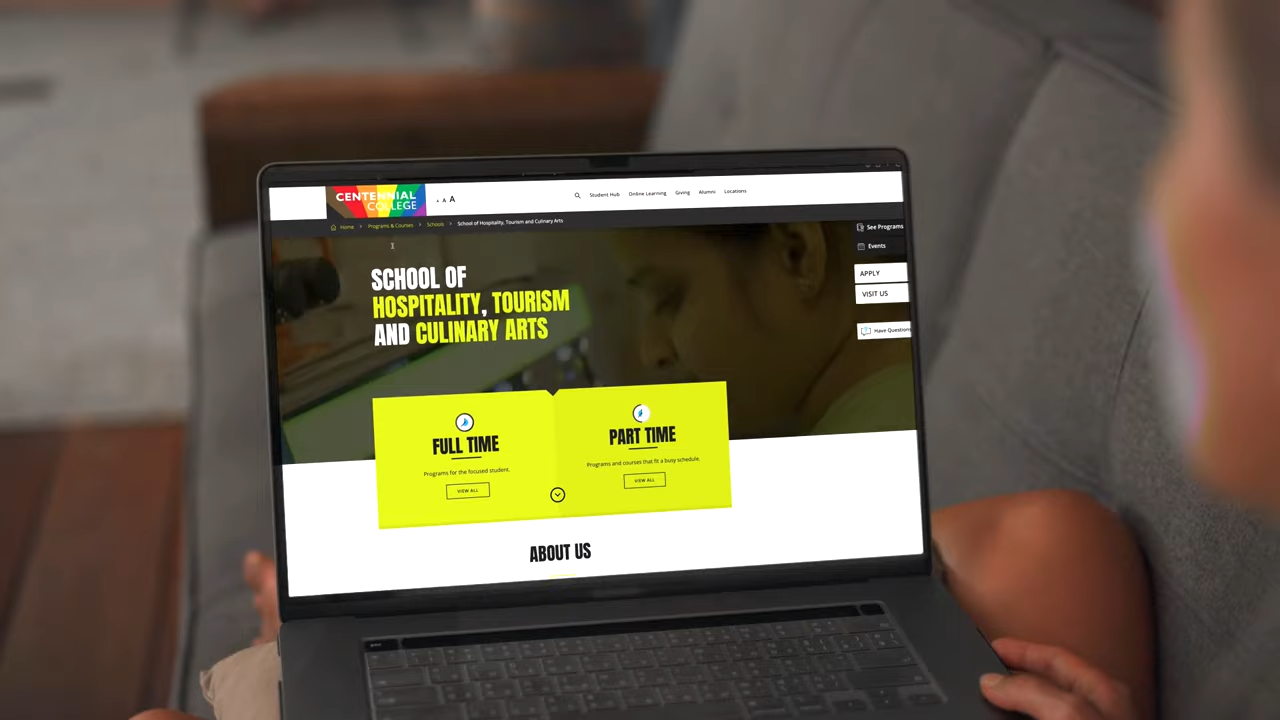 CENTENNIAL
COLLEGE
A A A
Student Hub Online Learning Giving Alumni Locations
Home > Programs & Courses > Schools > School of Hospitality, Tourism and Culinary Arts
See Programs
Events
APPLY
VISIT US
Have Question
SCHOOL OF
HOSPITALITY, TOURISM
AND CULINARY ARTS
FULL TIME
Programs for the focused student.
VIEW ALL
PART TIME
Programs and courses that fit a busy schedule.
VIEW ALL
ABOUT US